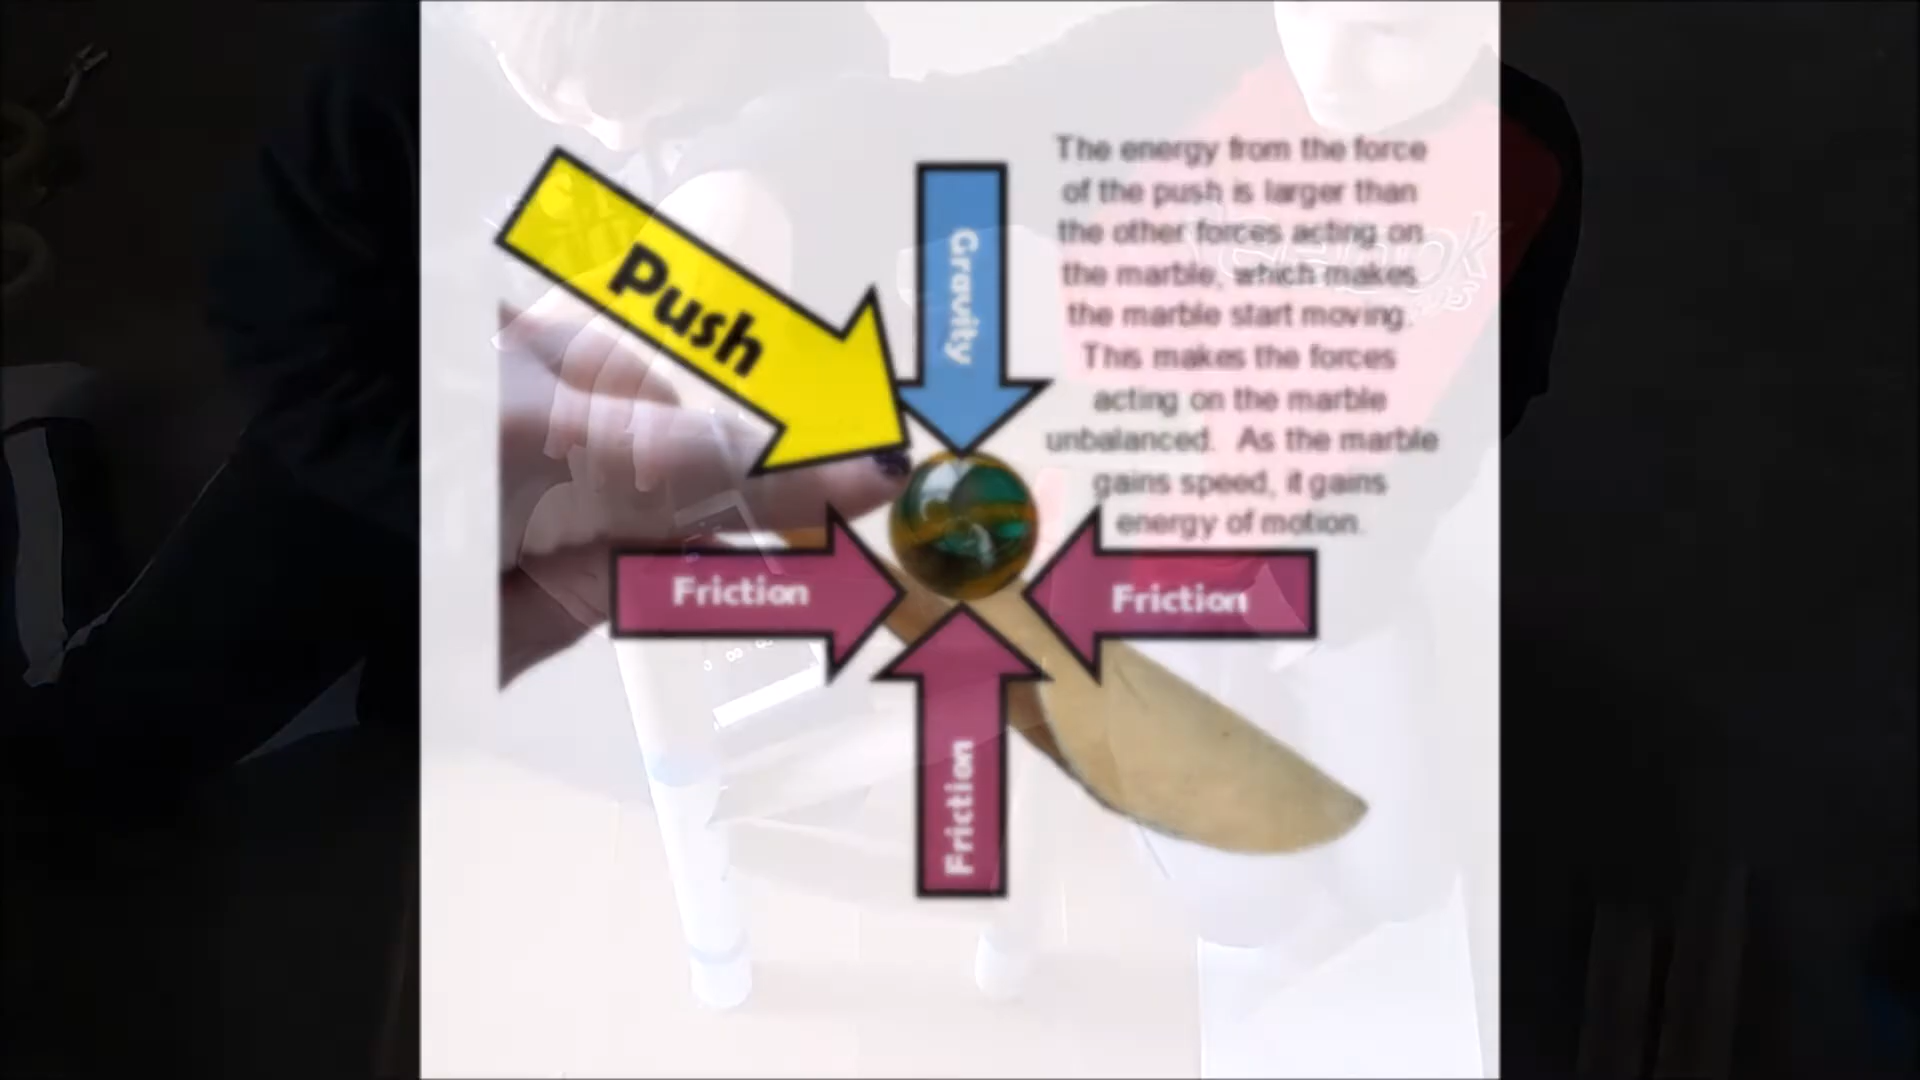 Push
Gravity
The energy from the force
of the push is larger than
the other forces acting on
the marble, which makes
the marble start moving.
This makes the forces
acting on the marble
unbalanced. As the marble
gains speed, it gains
energy of motion.
Friction
Friction
Friction